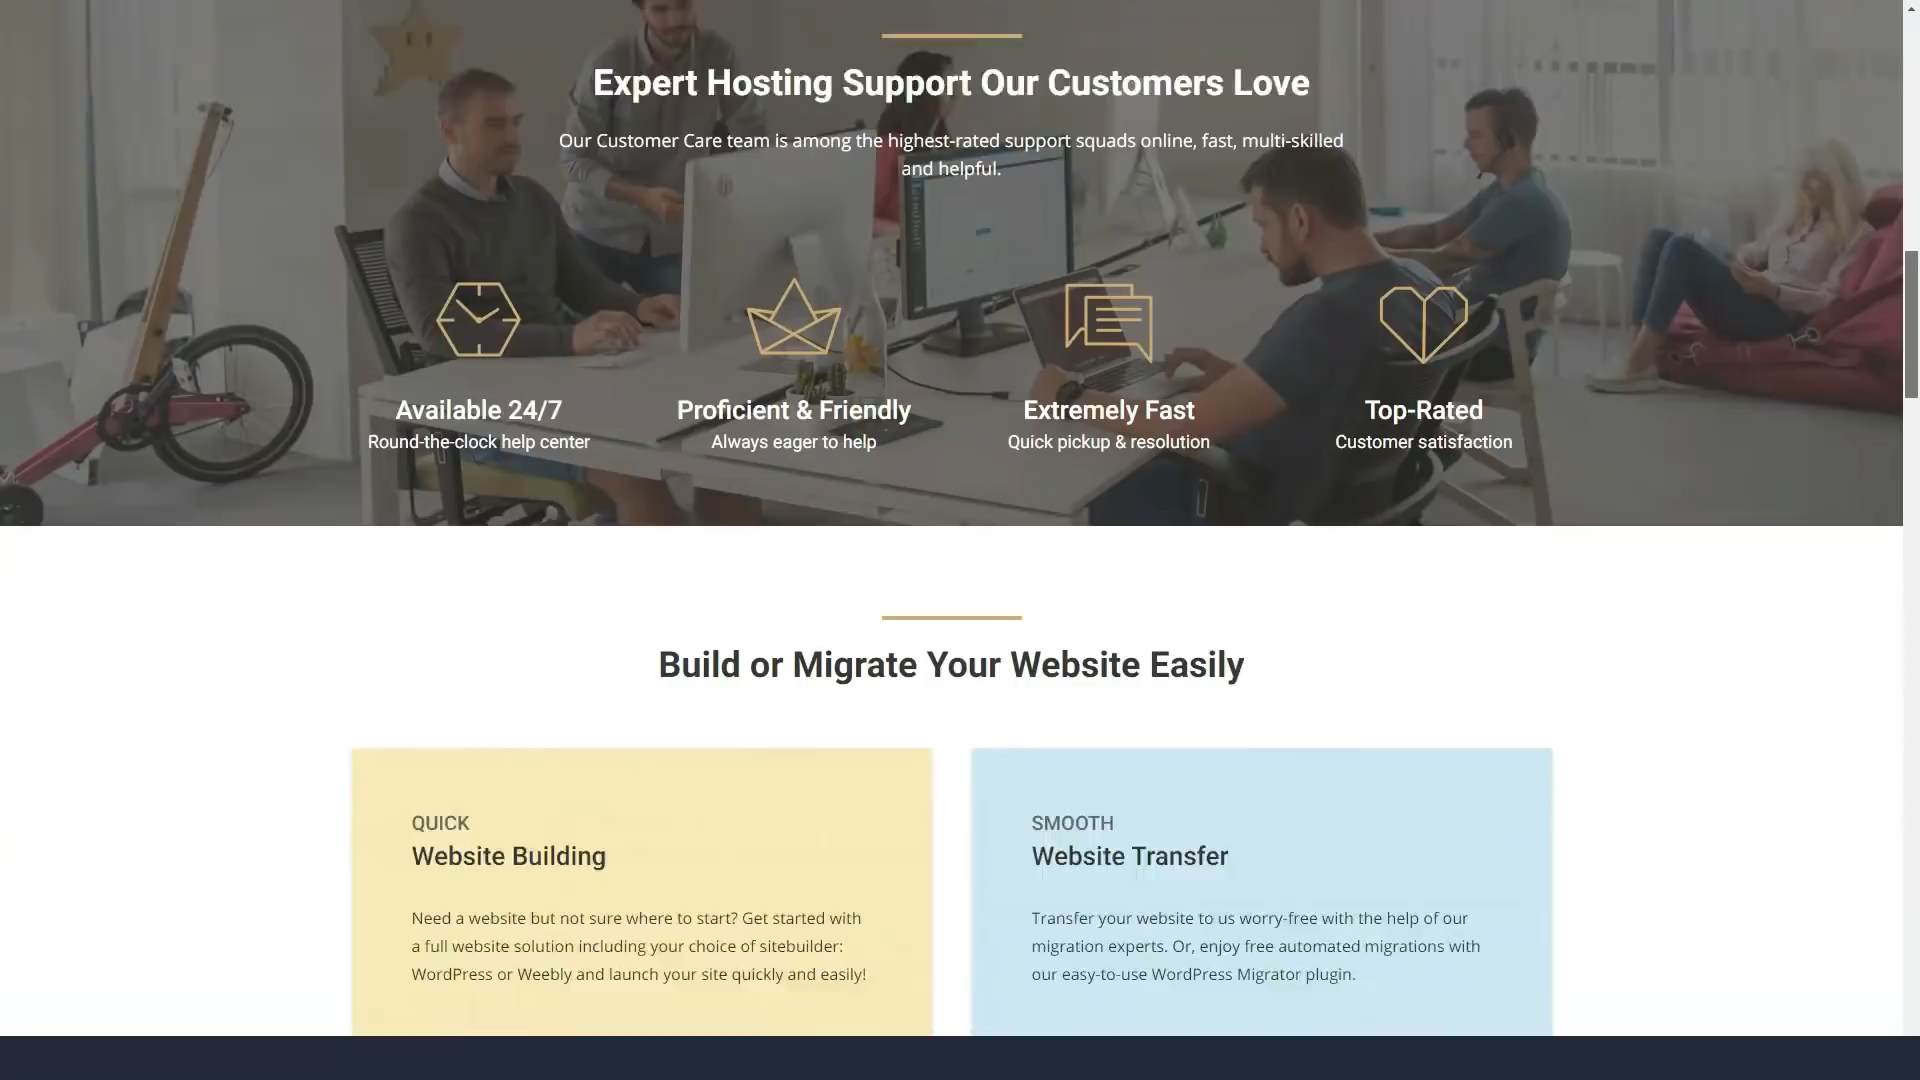 Expert Hosting Support Our Customers Love
Our Customer Care team is among the highest-rated support squads online, fast, multi-skilled
and helpful.
Available 24/7
Round-the-clock help center
Proficient & Friendly
Always eager to help
Extremely Fast
Quick pickup & resolution
Top-Rated
Customer satisfaction
Build or Migrate Your Website Easily
QUICK
Website Building
Need a website but not sure where to start? Get started with
a full website solution including your choice of sitebuilder:
WordPress or Weebly and launch your site quickly and easily!
SMOOTH
Website Transfer
Transfer your website to us worry-free with the help of our
migration experts. Or, enjoy free automated migrations with
our easy-to-use WordPress Migrator plugin.